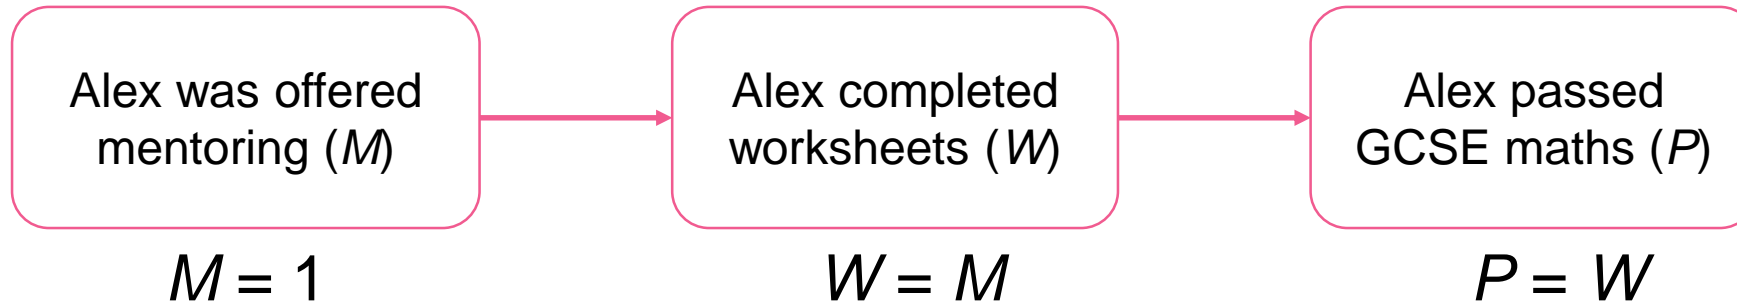 Alex was offered
mentoring (M)
Alex completed
worksheets (W)
Alex passed
GCSE maths (P)
M = 1
W = M
P = W